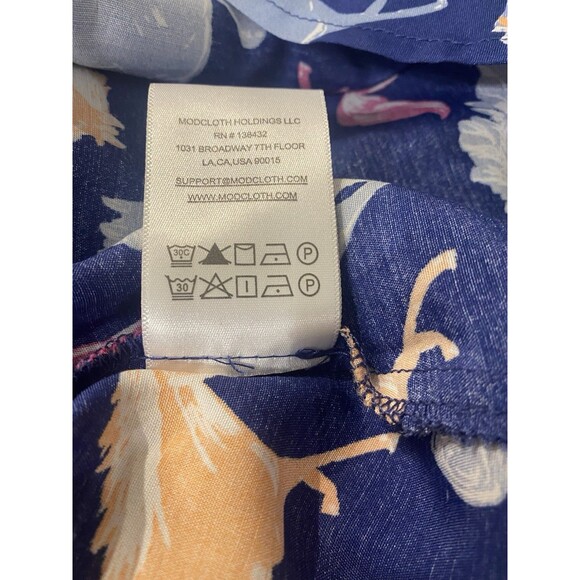 MODCLOTH HOLDINGS LLC
RN # 138432
1031 BROADWAY 7TH FLOOR
LA,CA,USA 90015
SUPPORT@MODCLOTH.COM
WWW.MODCLOTH.COM
30C P
30 P